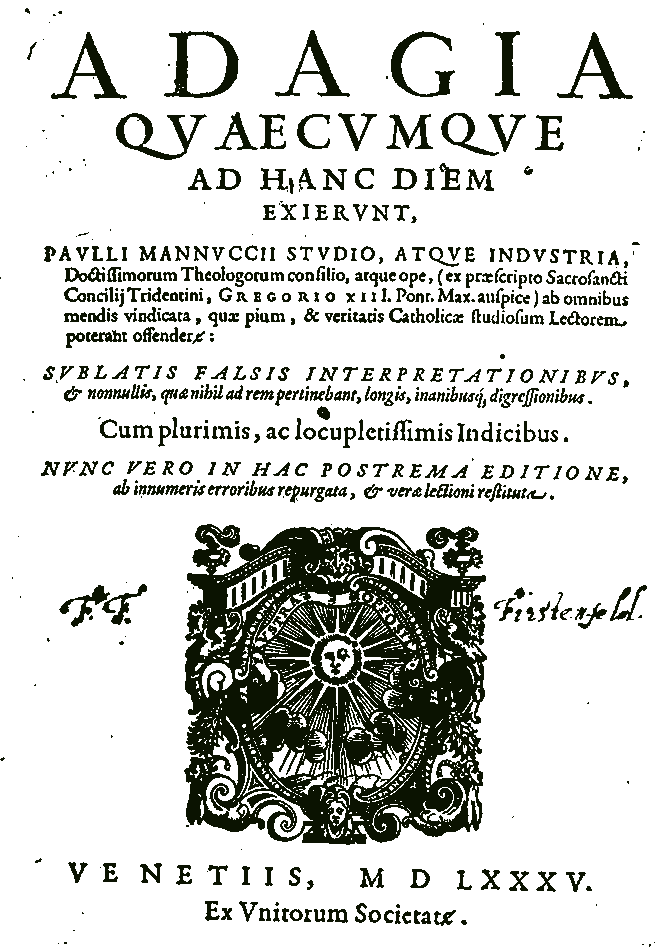 ADAGIA
QVAECVMQVE
AD HANC DIEM
EXIERVNT,
PAVLLI MANNVCCII STVDIO, ATQVE INDVSTRIA,
Doctiſſimorum Theologorum conſilio, atque ope, (ex præſcripto Sacroſancti
Concilij Tridentini, GREGORIO XIII. Pont. Max. auſpice) ab omnibus
mendis vindicata, quæ pium, & veritatis Catholicæ ſtudioſum Lectorem
poterant offendere:
SVBLATIS FALSIS INTERPRETATIONIBVS,
& nonnullis, quæ nihil ad rem pertinebant, longis, inanibusq́; digreſſionibus.
Cum plurimis, ac locupletiſſimis Indicibus.
NVNC VERO IN HAC POSTREMA EDITIONE,
ab innumeris erroribus repurgata, & veræ lectioni reſtituta.
F. F. Firstenfeld.
VENETIIS, MDLXXXV.
Ex Vnitorum Societate.